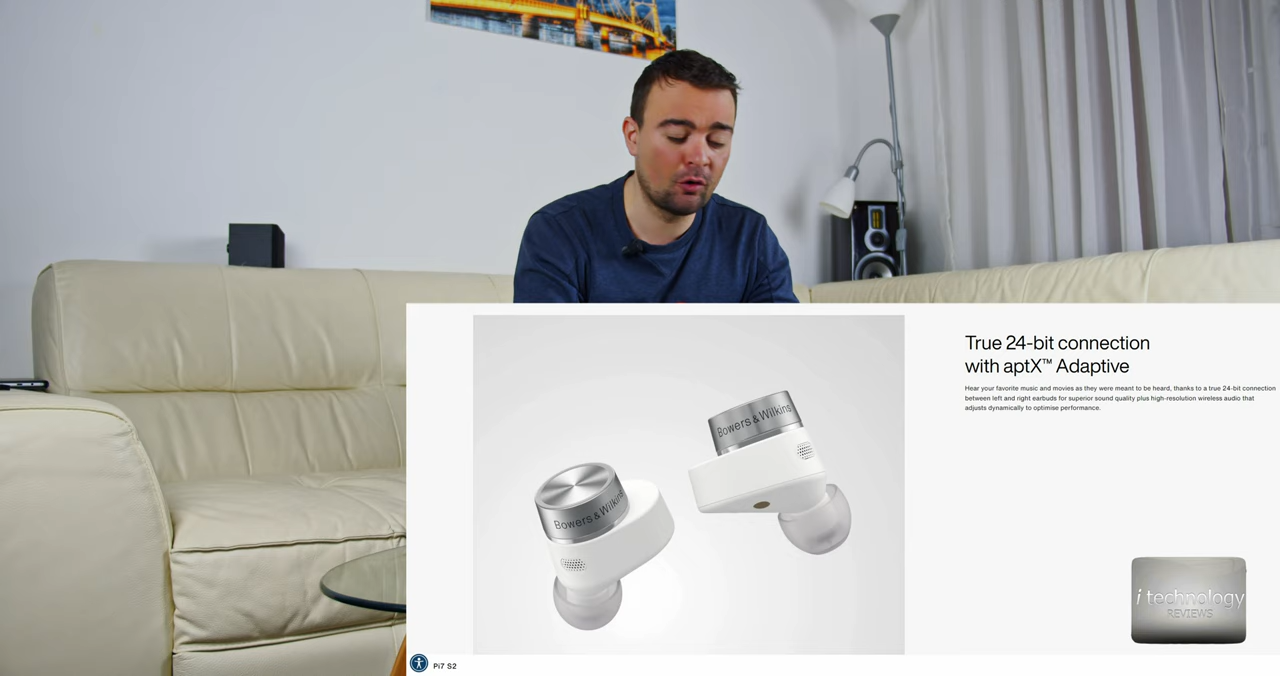 True 24-bit connection
with aptX™ Adaptive
Hear your favorite music and movies as they were meant to be heard, thanks to a true 24-bit connection
between left and right earbuds for superior sound quality plus high-resolution wireless audio that
adjusts dynamically to optimise performance.
Bowers & Wilkins
Bowers & Wilkins
i technology
REVIEWS
Pi7 S2